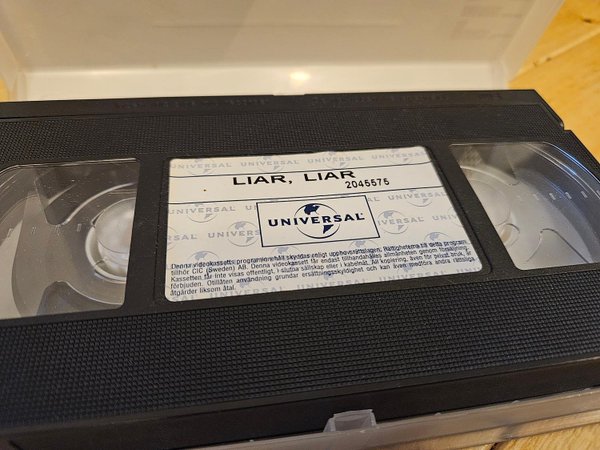 LIAR, LIAR
2045575
UNIVERSAL
Denna videokassetts programinnehåll skyddas enligt upphovsrättslagen. Rättigheterna till detta program
tillhör CIC (Sweden) AB. Denna videokassett får endast tillhandahållas allmänheten genom försäljning.
Kassetten får inte visas offentligt, i slutna sällskap eller i kabelnät. All kopiering, även för privat bruk, är
förbjuden. Otillåten användning grundar ersättningsskyldighet och kan även medföra andra rättsliga
åtgärder liksom åtal.